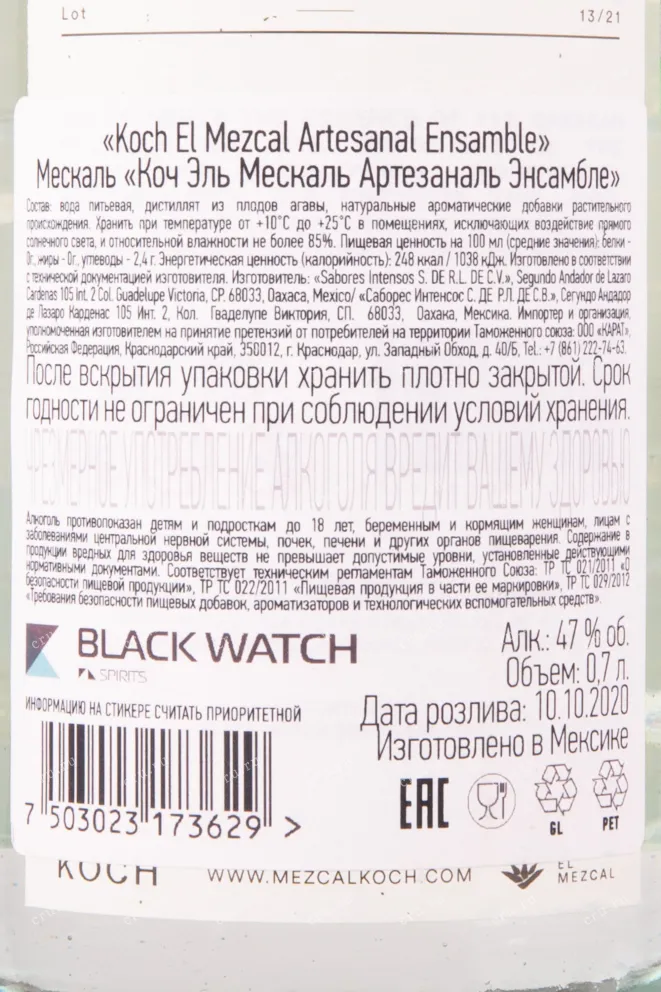 Lot 13/21
«Koch El Mezcal Artesanal Ensamble»
Мескаль «Коч Эль Мескаль Артезаналь Энсамбле»
Состав: вода питьевая, дистиллят из плодов агавы, натуральные ароматические добавки растительного
происхождения. Хранить при температуре от +10°С до +25°С в помещениях, исключающих воздействие прямого
солнечного света, и относительной влажности не более 85%. Пищевая ценность на 100 мл (средние значения): белки -
0г., жиры - 0г., углеводы - 2,4 г. Энергетическая ценность (калорийность): 248 ккал / 1038 кДж. Изготовлено в соответствии
с технической документацией изготовителя. Изготовитель: «Sabores Intensos S. DE R.L. DE C.V.», Segundo Andador de Lazaro
Cardenas 105 Int. 2 Col. Guadelupe Victoria, CP. 68033, Оахаса, Mexico/ «Саборес Интенсос С. ДЕ Р.Л. ДЕ С.В.», Сегундо Андадор
де Лазаро Карденас 105 Инт. 2, Кол. Гваделупе Виктория, СП. 68033, Оахака, Мексика. Импортер и организация,
уполномоченная изготовителем на принятие претензий от потребителей на территории Таможенного союза: ООО «КАРАТ»,
Российская Федерация, Краснодарский край, 350012, г. Краснодар, ул. Западный Обход, д. 40/Б, Tel.: +7 (861) 222-74-63.
После вскрытия упаковки хранить плотно закрытой. Срок
годности не ограничен при соблюдении условий хранения.
ЧРЕЗМЕРНОЕ УПОТРЕБЛЕНИЕ АЛКОГОЛЯ ВРЕДИТ ВАШЕМУ ЗДОРОВЬЮ
Алкоголь противопоказан детям и подросткам до 18 лет, беременным и кормящим женщинам, лицам с
заболеваниями центральной нервной системы, почек, печени и других органов пищеварения. Содержание в
продукции вредных для здоровья веществ не превышает допустимые уровни, установленные действующими
нормативными документами. Соответствует техническим регламентам Таможенного Союза: ТР ТС 021/2011 «О
безопасности пищевой продукции», ТР ТС 022/2011 «Пищевая продукция в части ее маркировки», ТР ТС 029/2012
«Требования безопасности пищевых добавок, ароматизаторов и технологических вспомогательных средств».
BLACK WATCH
SPIRITS
Алк.: 47 % об.
Объем: 0,7 л.
ИНФОРМАЦИЮ НА СТИКЕРЕ СЧИТАТЬ ПРИОРИТЕТНОЙ
Дата розлива: 10.10.2020
Изготовлено в Мексике
7 503023 173629 >
EAC
GL
PET
KOCH
WWW.MEZCALKOCH.COM
EL
MEZCAL